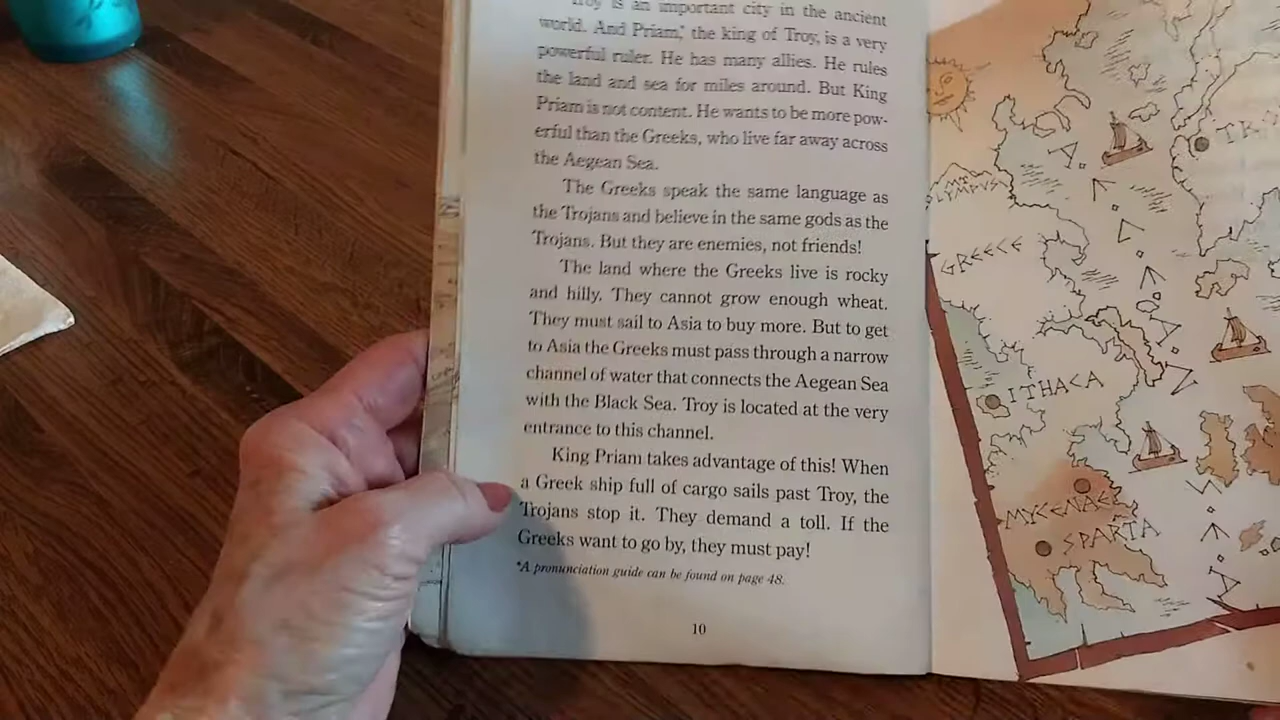 Troy is an important city in the ancient
world. And Priam,* the king of Troy, is a very
powerful ruler. He has many allies. He rules
the land and sea for miles around. But King
Priam is not content. He wants to be more pow-
erful than the Greeks, who live far away across
the Aegean Sea.
The Greeks speak the same language as
the Trojans and believe in the same gods as the
Trojans. But they are enemies, not friends!
The land where the Greeks live is rocky
and hilly. They cannot grow enough wheat.
They must sail to Asia to buy more. But to get
to Asia the Greeks must pass through a narrow
channel of water that connects the Aegean Sea
with the Black Sea. Troy is located at the very
entrance to this channel.
King Priam takes advantage of this! When
a Greek ship full of cargo sails past Troy, the
Trojans stop it. They demand a toll. If the
Greeks want to go by, they must pay!
*A pronunciation guide can be found on page 48.
10
OLYMPUS
GREECE
ITHACA
MYCENAE
SPARTA